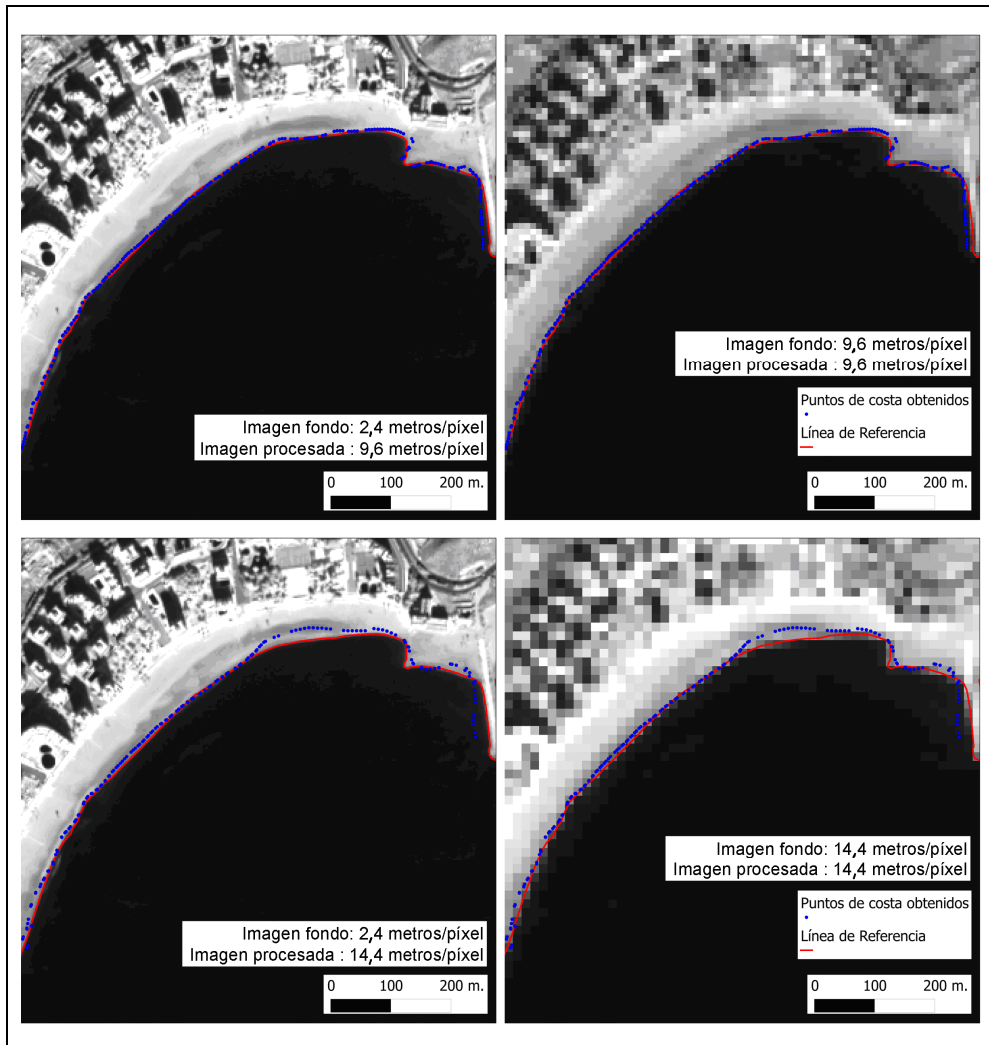 Imagen fondo: 2,4 metros/píxel
Imagen procesada : 9,6 metros/píxel
0 100 200 m.
Imagen fondo: 9,6 metros/píxel
Imagen procesada : 9,6 metros/píxel
Puntos de costa obtenidos
Línea de Referencia
0 100 200 m.
Imagen fondo: 2,4 metros/píxel
Imagen procesada : 14,4 metros/píxel
0 100 200 m.
Imagen fondo: 14,4 metros/píxel
Imagen procesada : 14,4 metros/píxel
Puntos de costa obtenidos
Línea de Referencia
0 100 200 m.